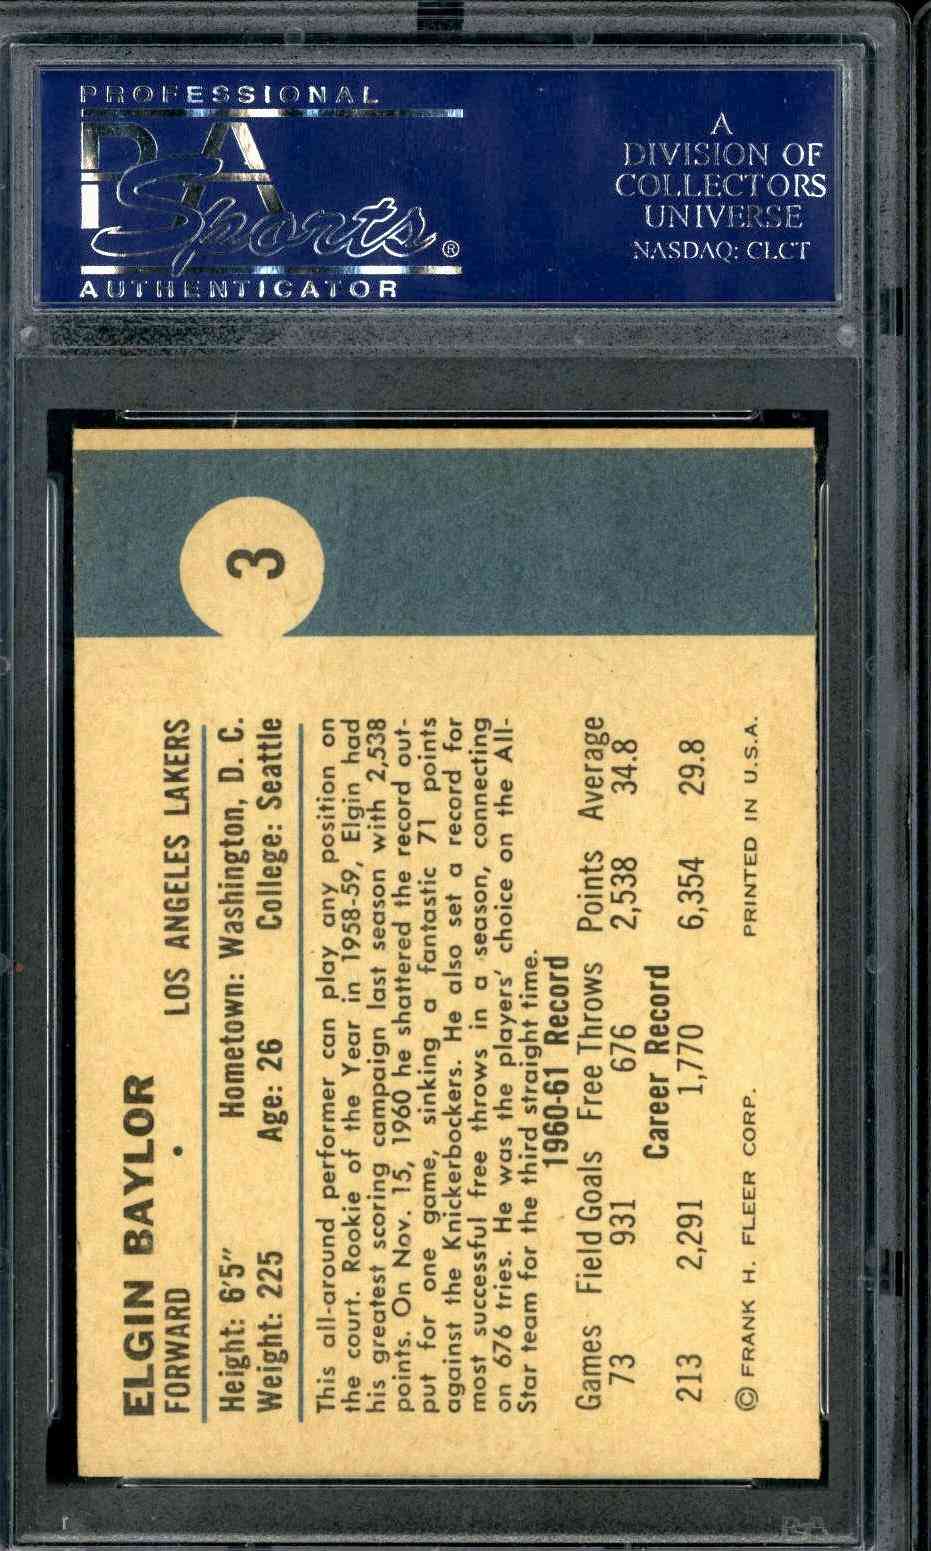 PROFESSIONAL
PSA
Sports®
AUTHENTICATOR
A
DIVISION OF
COLLECTORS
UNIVERSE
NASDAQ: CLCT
3
ELGIN BAYLOR
FORWARD • LOS ANGELES LAKERS
Height: 6'5" Hometown: Washington, D. C.
Weight: 225 Age: 26 College: Seattle
This all-around performer can play any position on
the court. Rookie of the Year in 1958-59, Elgin had
his greatest scoring campaign last season with 2,538
points. On Nov. 15, 1960 he shattered the record out-
put for one game, sinking a fantastic 71 points
against the Knickerbockers. He also set a record for
most successful free throws in a season, connecting
on 676 tries. He was the players' choice on the All-
Star team for the third straight time.
1960-61 Record
Games Field Goals Free Throws Points Average
73 931 676 2,538 34.8
Career Record
213 2,291 1,770 6,354 29.8
© FRANK H. FLEER CORP. PRINTED IN U.S.A.
PSA